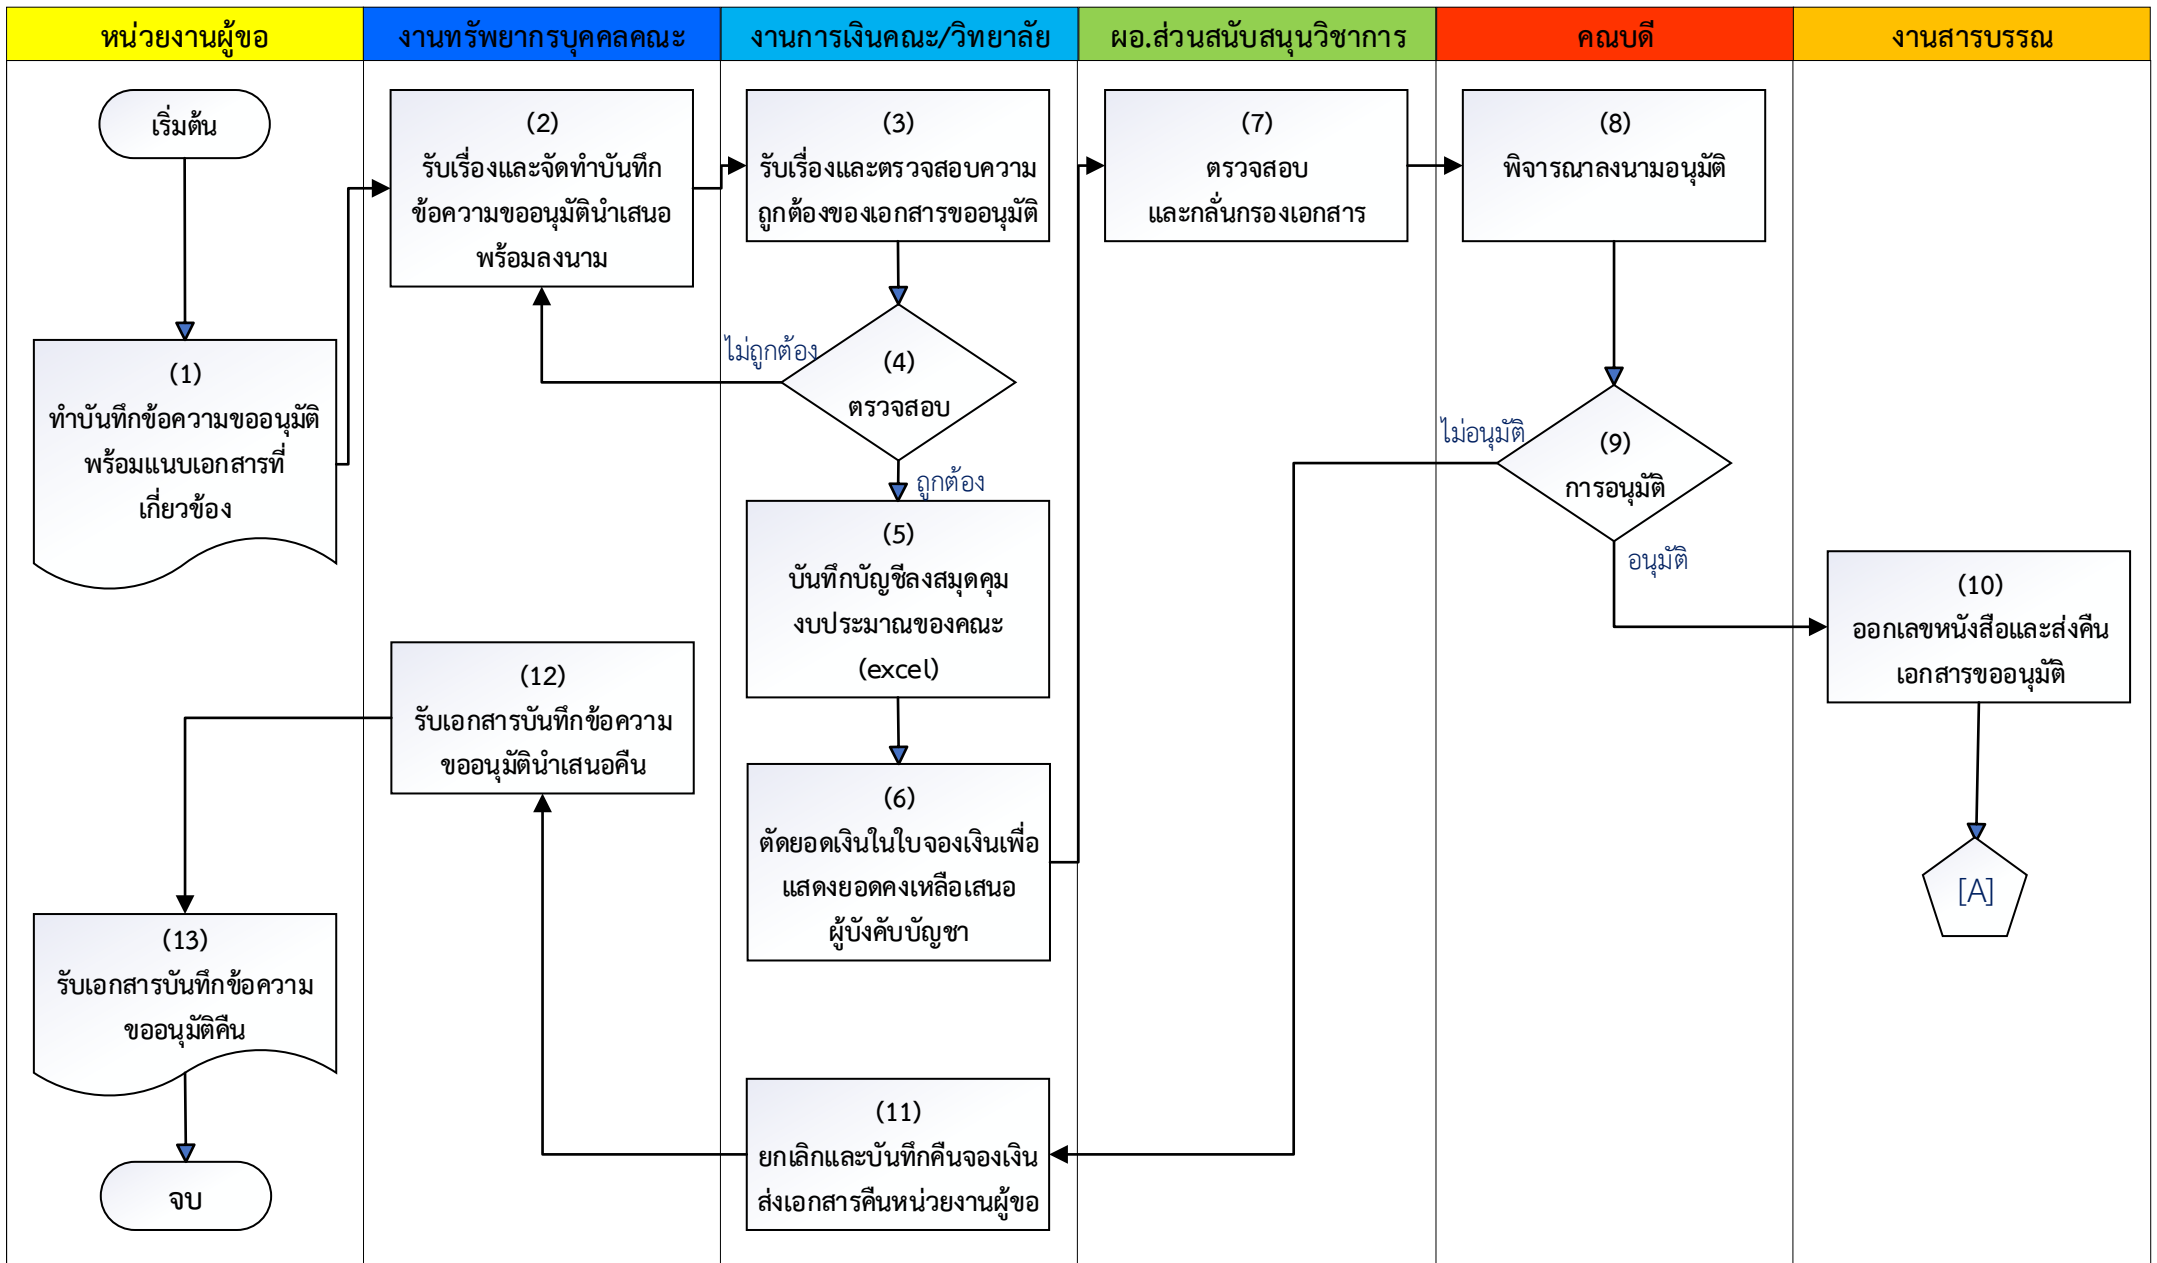 หน่วยงานผู้ขอ
งานทรัพยากรบุคคลคณะ
งานการเงินคณะ/วิทยาลัย
ผอ.ส่วนสนับสนุนวิชาการ
คณบดี
งานสารบรรณ
เริ่มต้น
(1)
ทำบันทึกข้อความขออนุมัติ
พร้อมแนบเอกสารที่
เกี่ยวข้อง
(2)
รับเรื่องและจัดทำบันทึก
ข้อความขออนุมัตินำเสนอ
พร้อมลงนาม
(3)
รับเรื่องและตรวจสอบความ
ถูกต้องของเอกสารขออนุมัติ
(4)
ตรวจสอบ
ไม่ถูกต้อง
ถูกต้อง
(5)
บันทึกบัญชีลงสมุดคุม
งบประมาณของคณะ
(excel)
(6)
ตัดยอดเงินในใบจองเงินเพื่อ
แสดงยอดคงเหลือเสนอ
ผู้บังคับบัญชา
(7)
ตรวจสอบ
และกลั่นกรองเอกสาร
(8)
พิจารณาลงนามอนุมัติ
(9)
การอนุมัติ
ไม่อนุมัติ
อนุมัติ
(10)
ออกเลขหนังสือและส่งคืน
เอกสารขออนุมัติ
[A]
(11)
ยกเลิกและบันทึกคืนจองเงิน
ส่งเอกสารคืนหน่วยงานผู้ขอ
(12)
รับเอกสารบันทึกข้อความ
ขออนุมัตินำเสนอคืน
(13)
รับเอกสารบันทึกข้อความ
ขออนุมัติคืน
จบ